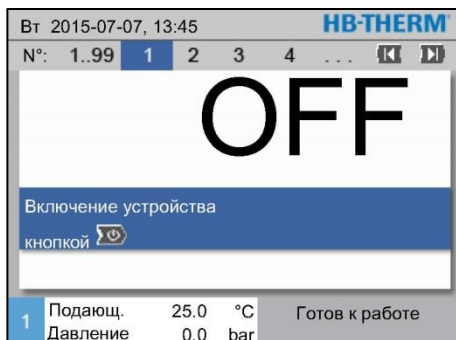 Вт 2015-07-07, 13:45 HB-THERM®
N°: 1..99 1 2 3 4 ...
OFF
Включение устройства
кнопкой
1 Подающ. 25.0 °C Готов к работе
Давление 0.0 bar